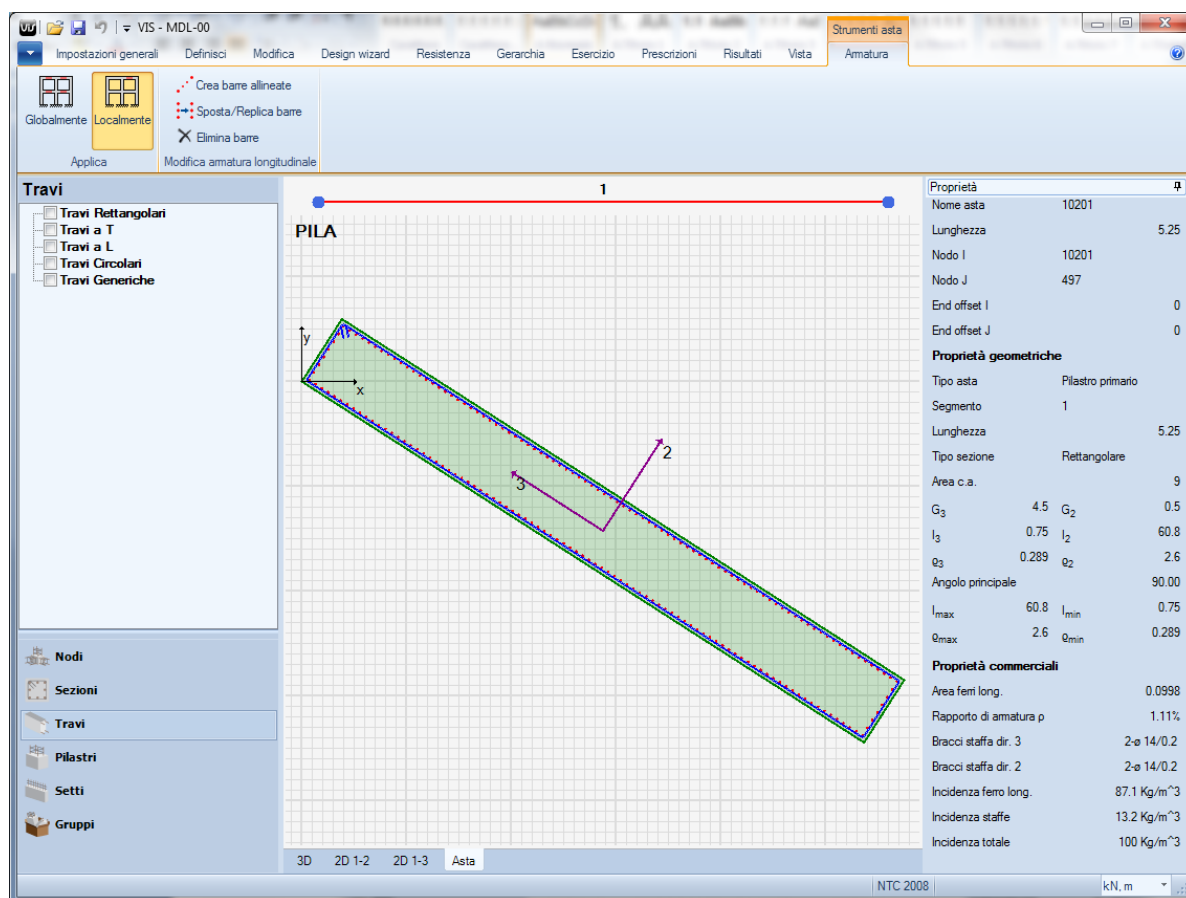 VIS - MDL-00
Strumenti asta
Impostazioni generali Definisci Modifica Design wizard Resistenza Gerarchia Esercizio Prescrizioni Risultati Vista Armatura
Globalmente Localmente
Crea barre allineate
Sposta/Replica barre
Elimina barre
Applica Modifica armatura longitudinale
Travi
Travi Rettangolari
Travi a T
Travi a L
Travi Circolari
Travi Generiche
Nodi
Sezioni
Travi
Pilastri
Setti
Gruppi
1
PILA
y
x
2
3
3D 2D 1-2 2D 1-3 Asta
Proprietà
Nome asta 10201
Lunghezza 5.25
Nodo I 10201
Nodo J 497
End offset I 0
End offset J 0
Proprietà geometriche
Tipo asta Pilastro primario
Segmento 1
Lunghezza 5.25
Tipo sezione Rettangolare
Area c.a. 9
G3 4.5 G2 0.5
I3 0.75 I2 60.8
ϱ3 0.289 ϱ2 2.6
Angolo principale 90.00
Imax 60.8 Imin 0.75
ϱmax 2.6 ϱmin 0.289
Proprietà commerciali
Area ferri long. 0.0998
Rapporto di armatura ρ 1.11%
Bracci staffa dir. 3 2-ø 14/0.2
Bracci staffa dir. 2 2-ø 14/0.2
Incidenza ferro long. 87.1 Kg/m^3
Incidenza staffe 13.2 Kg/m^3
Incidenza totale 100 Kg/m^3
NTC 2008 kN, m